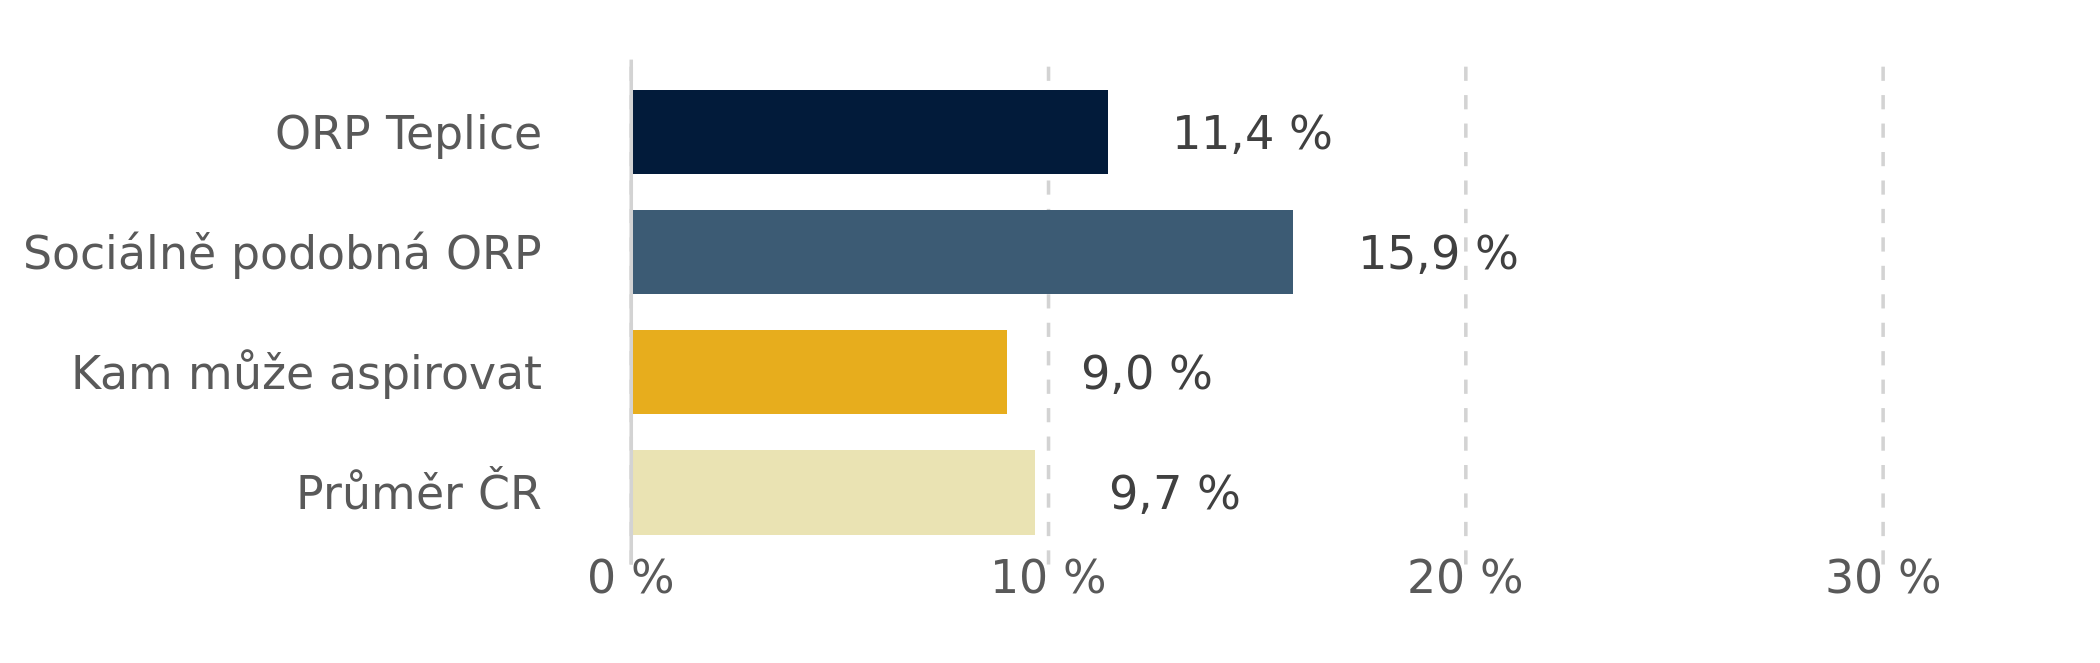 ORP Teplice 11,4 %
Sociálně podobná ORP 15,9 %
Kam může aspirovat 9,0 %
Průměr ČR 9,7 %
0 % 10 % 20 % 30 %